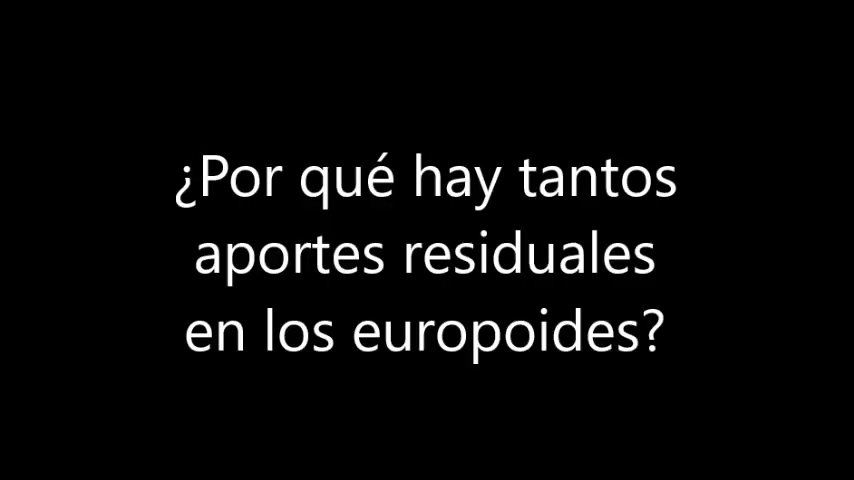 ¿Por qué hay tantos
aportes residuales
en los europoides?